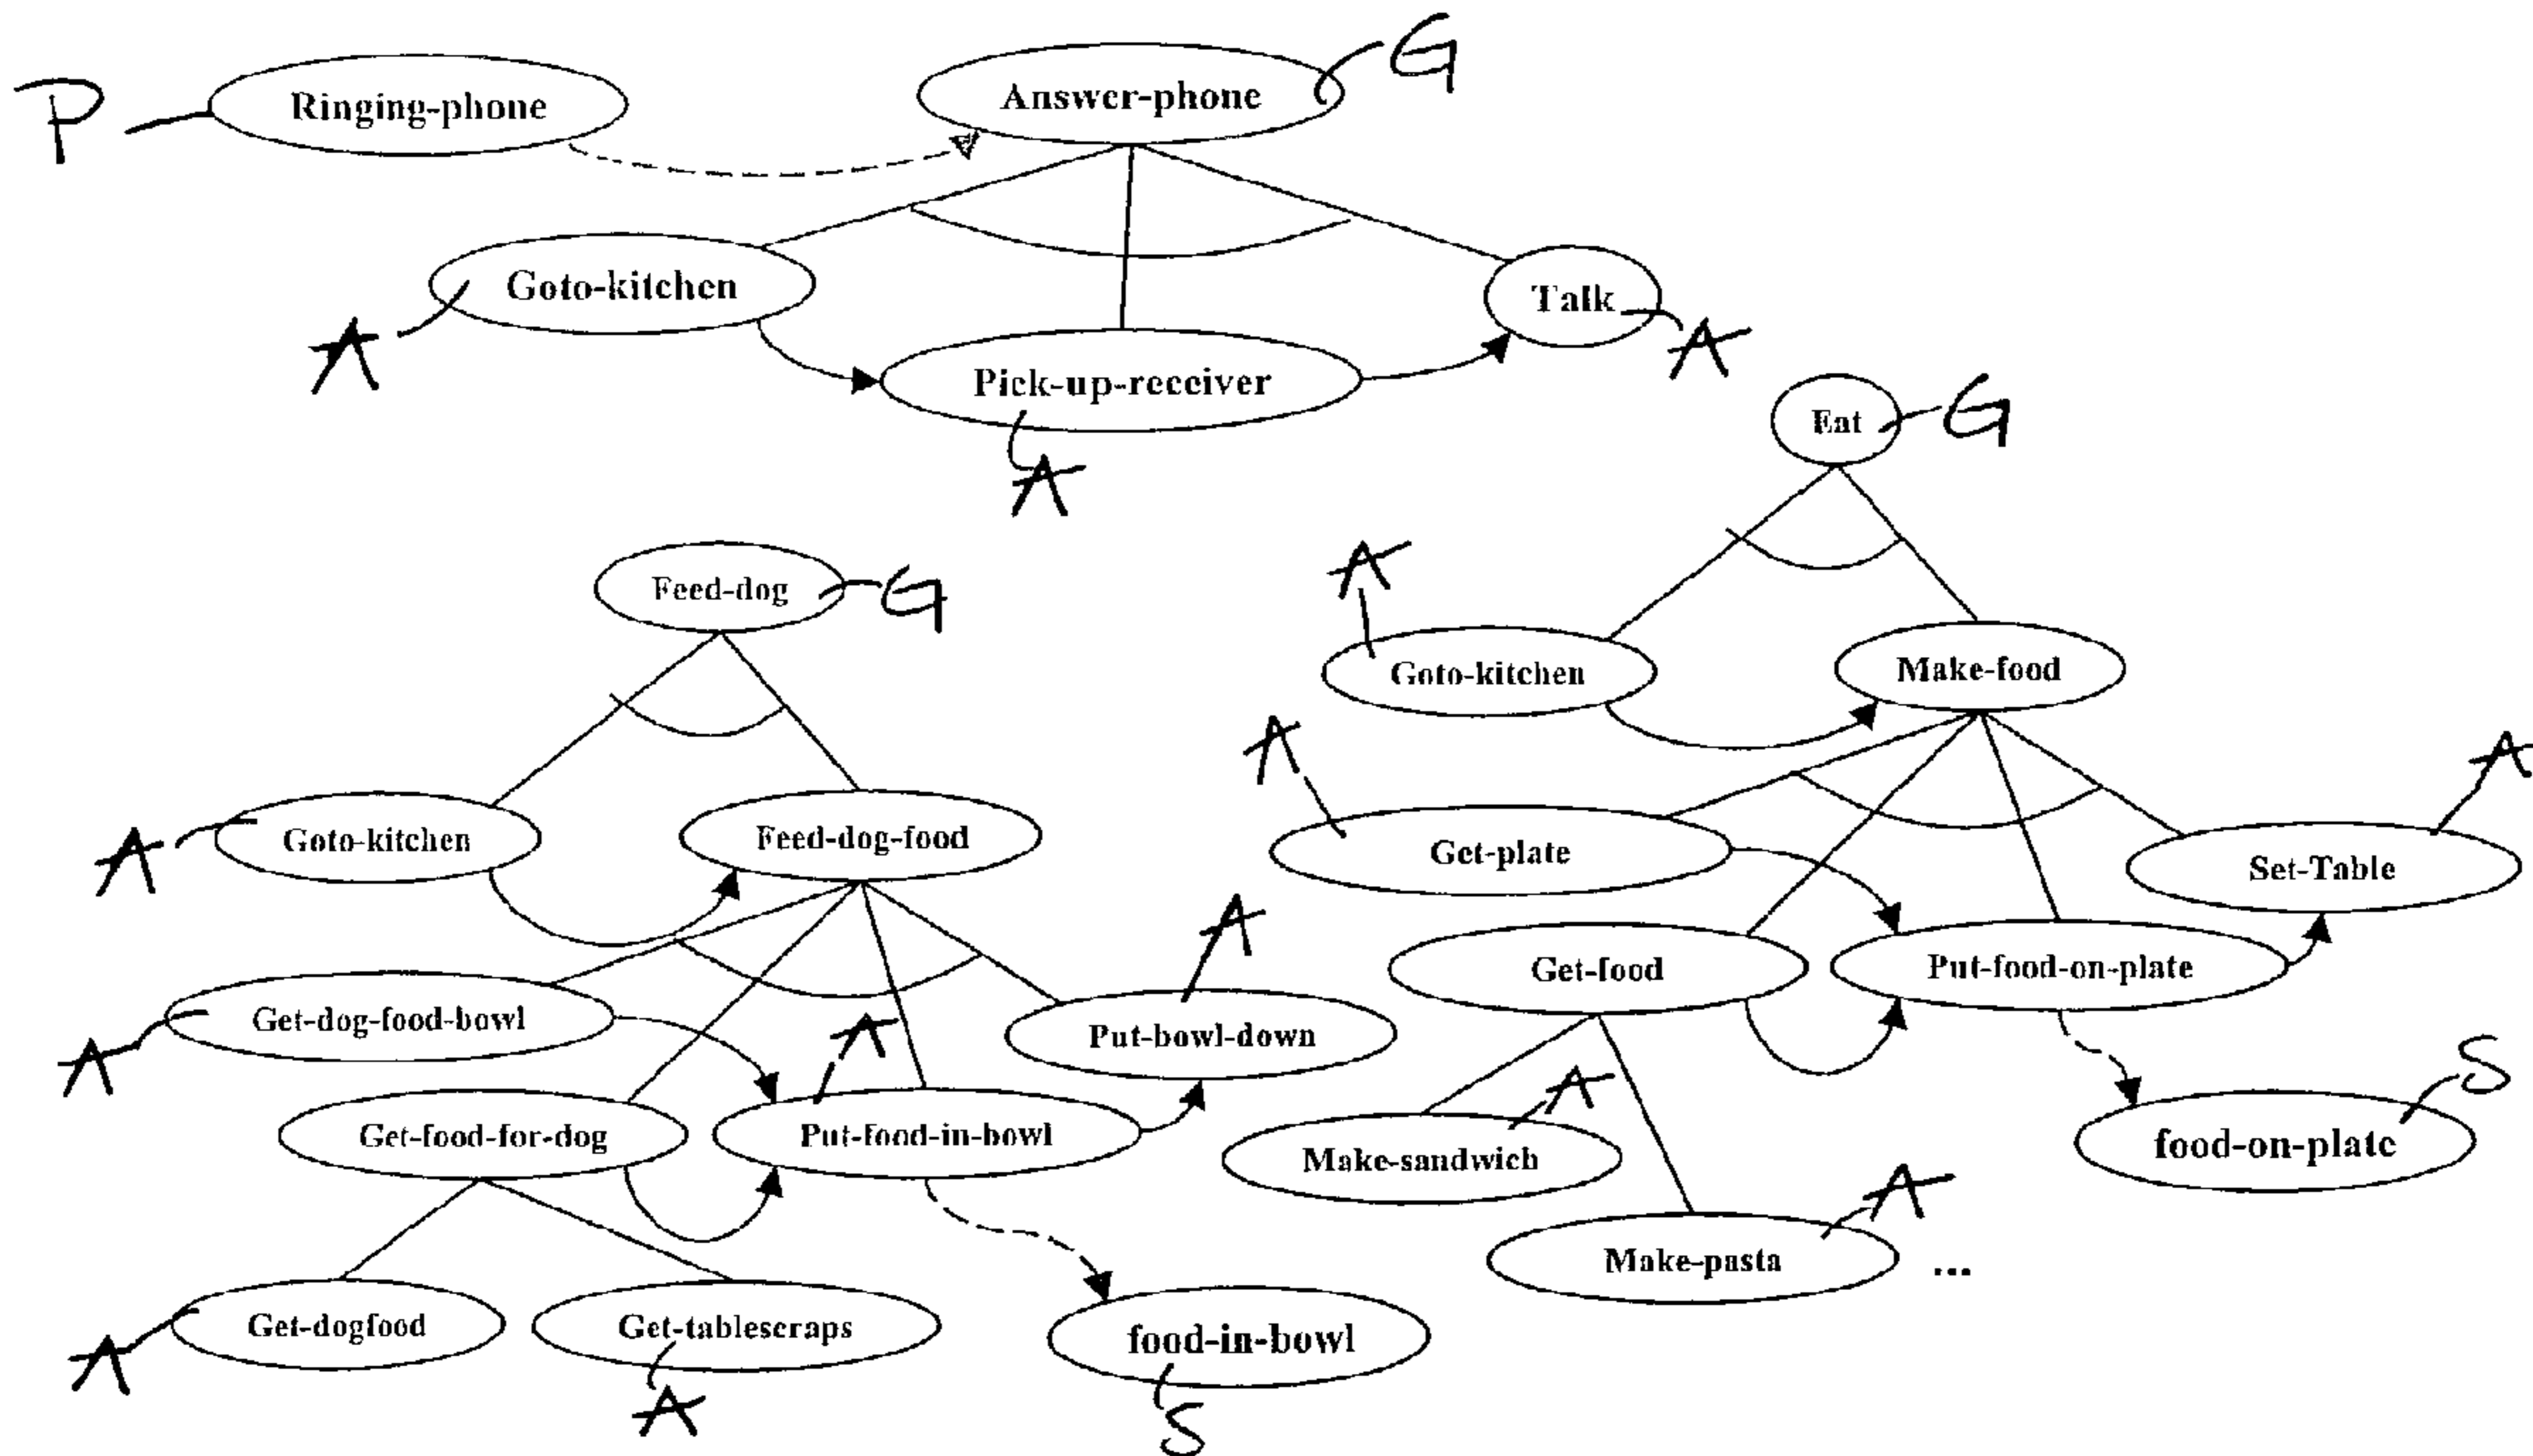 G
P
Ringing-phone
Answer-phone
Goto-kitchen
Talk
A
A
Pick-up-receiver
A
Eat
G
Feed-dog
G
A
Goto-kitchen
Make-food
A
A
Goto-kitchen
Feed-dog-food
A
Get-plate
Set-Table
A
Get-food
Put-food-on-plate
Get-dog-food-bowl
A
A
Put-bowl-down
A
Get-food-for-dog
Put-food-in-bowl
A
S
Make-sandwich
food-on-plate
A
Make-pasta
...
Get-dogfood
Get-tablescraps
food-in-bowl
A
A
S